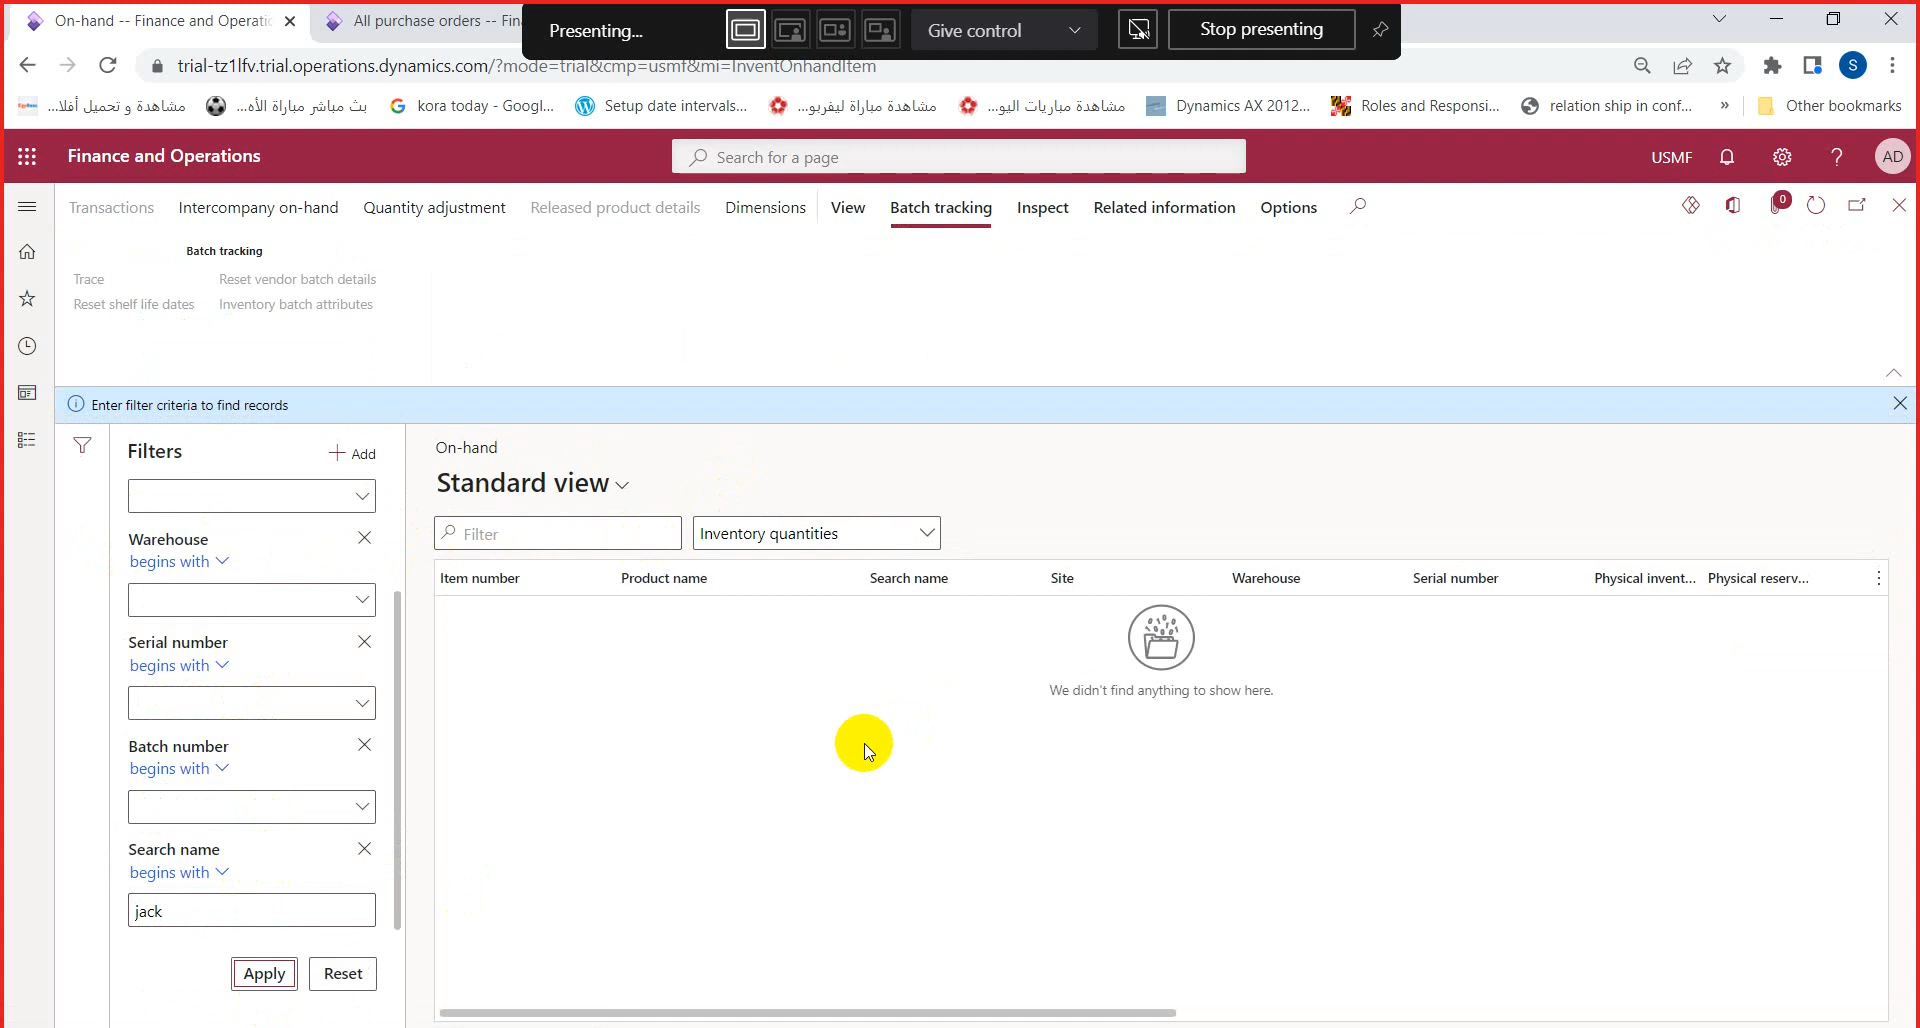 On-hand -- Finance and Operatio
All purchase orders -- Fin
Presenting...
Give control
Stop presenting
trial-tz1lfv.trial.operations.dynamics.com/?mode=trial&cmp=usmf&mi=InventOnhandItem
S
مشاهدة و تحميل أفلا...
بث مباشر مباراة الأه...
kora today - Googl...
Setup date intervals...
مشاهدة مباراة ليفربو...
مشاهدة مباريات اليو...
Dynamics AX 2012...
Roles and Responsi...
relation ship in conf...
»
Other bookmarks
Finance and Operations
Search for a page
USMF
?
AD
Transactions
Intercompany on-hand
Quantity adjustment
Released product details
Dimensions
View
Batch tracking
Inspect
Related information
Options
0
Batch tracking
Trace
Reset vendor batch details
Reset shelf life dates
Inventory batch attributes
Enter filter criteria to find records
Filters
Add
Warehouse
begins with
Serial number
begins with
Batch number
begins with
Search name
begins with
jack
Apply
Reset
On-hand
Standard view
Filter
Inventory quantities
Item number
Product name
Search name
Site
Warehouse
Serial number
Physical invent...
Physical reserv...
We didn't find anything to show here.